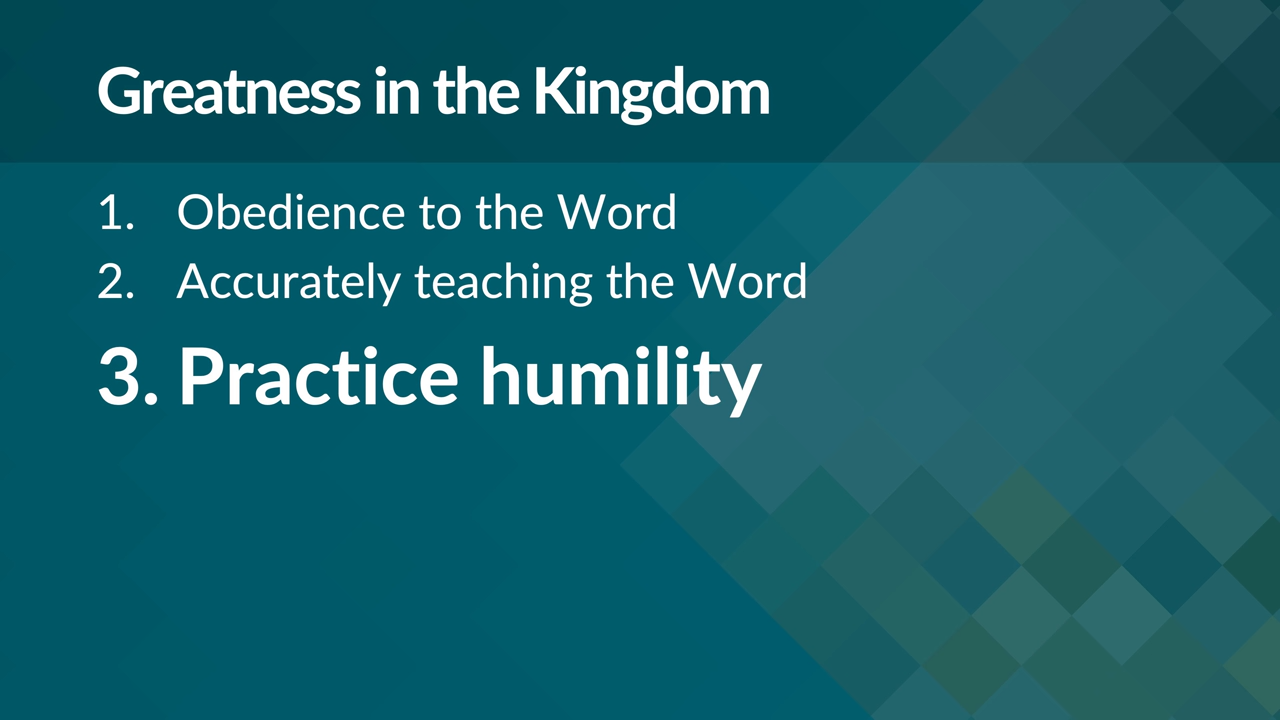 Greatness in the Kingdom
1. Obedience to the Word
2. Accurately teaching the Word
3. Practice humility